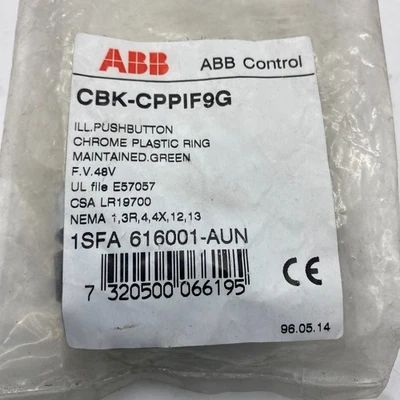 ABB ABB Control
CBK-CPPIF9G
ILL.PUSHBUTTON
CHROME PLASTIC RING
MAINTAINED.GREEN
F.V.48V
UL file E57057
CSA LR19700
NEMA 1,3R,4,4X,12,13
1SFA 616001-AUN
7 320500 066195
CE
96.05.14